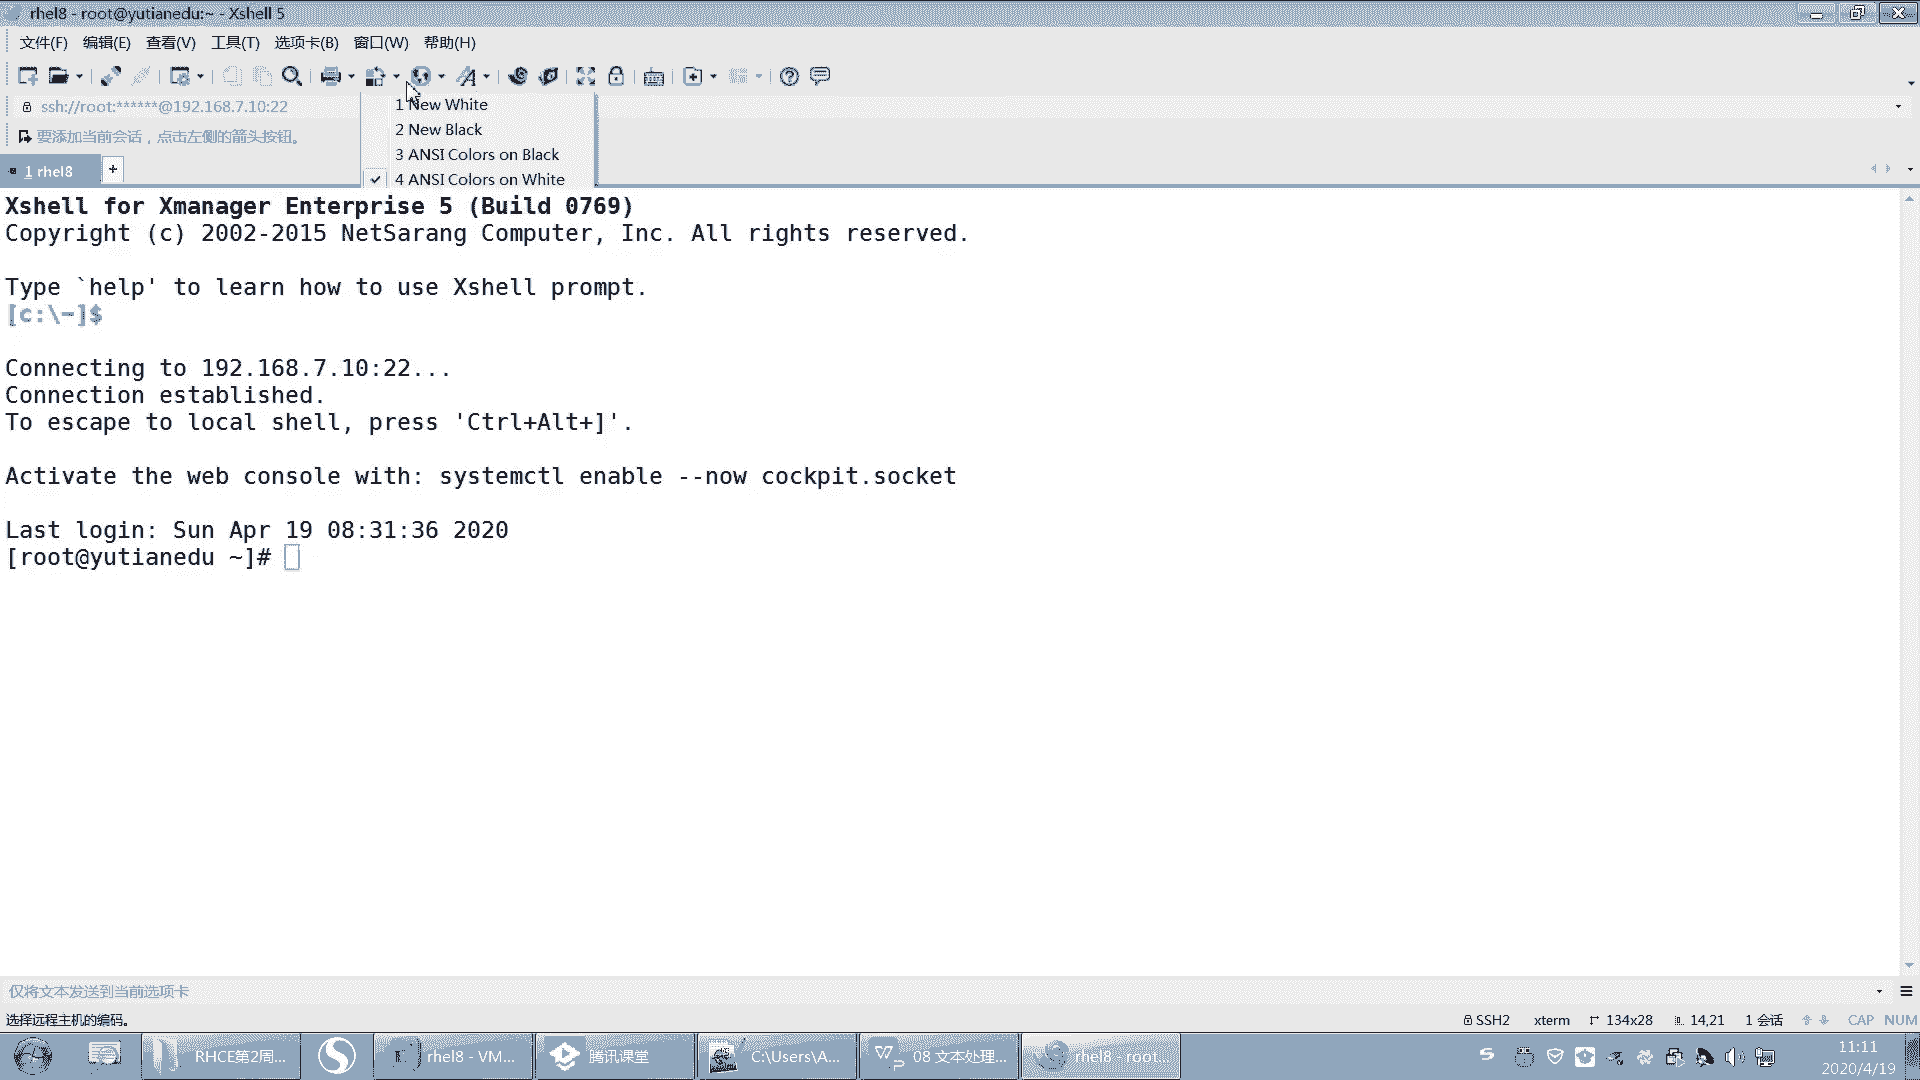 rhel8 - root@yutianedu:~ - Xshell 5
文件(F) 编辑(E) 查看(V) 工具(T) 选项卡(B) 窗口(W) 帮助(H)
ssh://root:******@192.168.7.10:22
要添加当前会话，点击左侧的箭头按钮。
1 rhel8
1 New White
2 New Black
3 ANSI Colors on Black
4 ANSI Colors on White
Xshell for Xmanager Enterprise 5 (Build 0769)
Copyright (c) 2002-2015 NetSarang Computer, Inc. All rights reserved.
Type `help' to learn how to use Xshell prompt.
[c:\~]$
Connecting to 192.168.7.10:22...
Connection established.
To escape to local shell, press 'Ctrl+Alt+]'.
Activate the web console with: systemctl enable --now cockpit.socket
Last login: Sun Apr 19 08:31:36 2020
[root@yutianedu ~]#
仅将文本发送到当前选项卡
选择远程主机的编码。
SSH2 xterm 134x28 14,21 1 会话 CAP NUM
RHCE第2周... rhel8 - VM... 腾讯课堂 C:\Users\A... 08 文本处理... rhel8 - root...
11:11
2020/4/19